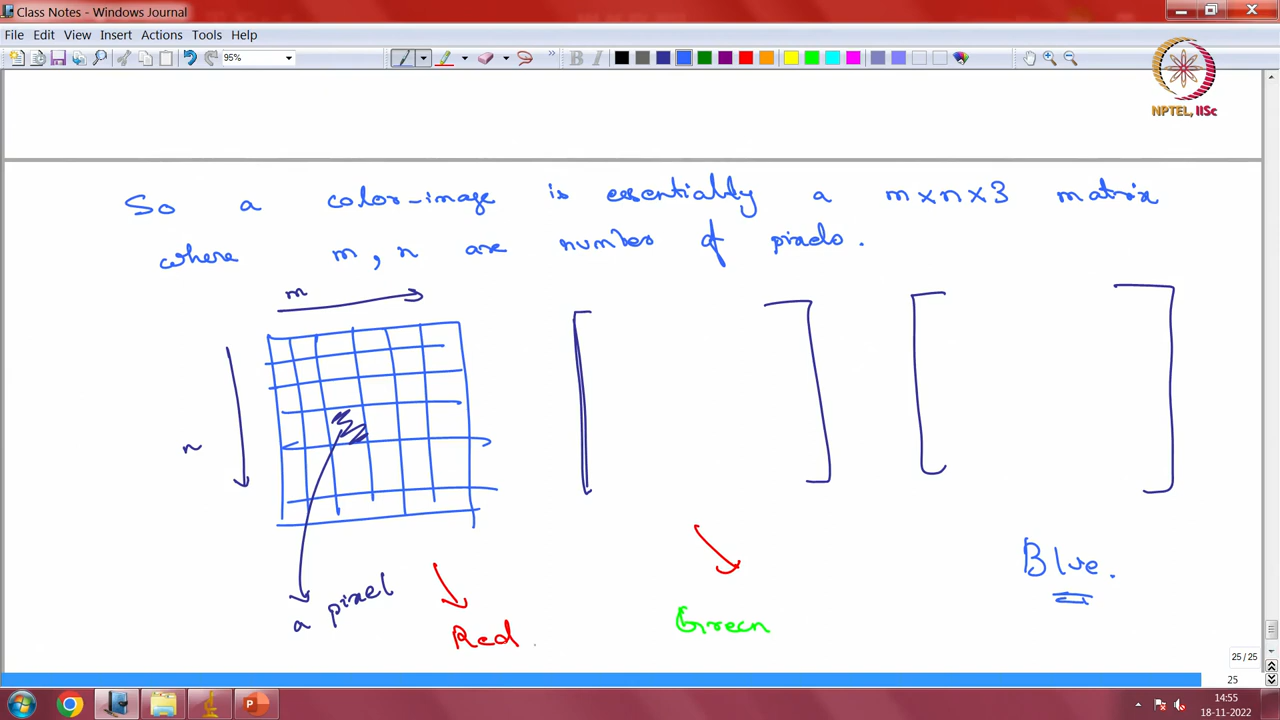 Class Notes - Windows Journal
File Edit View Insert Actions Tools Help
95%
B I
NPTEL, IISc
So a color-image is essentially a m×n×3 matrix
where m, n are number of pixels.
m
n
a pixel
Red
Green
Blue.
25/25
25
P
14:55
18-11-2022